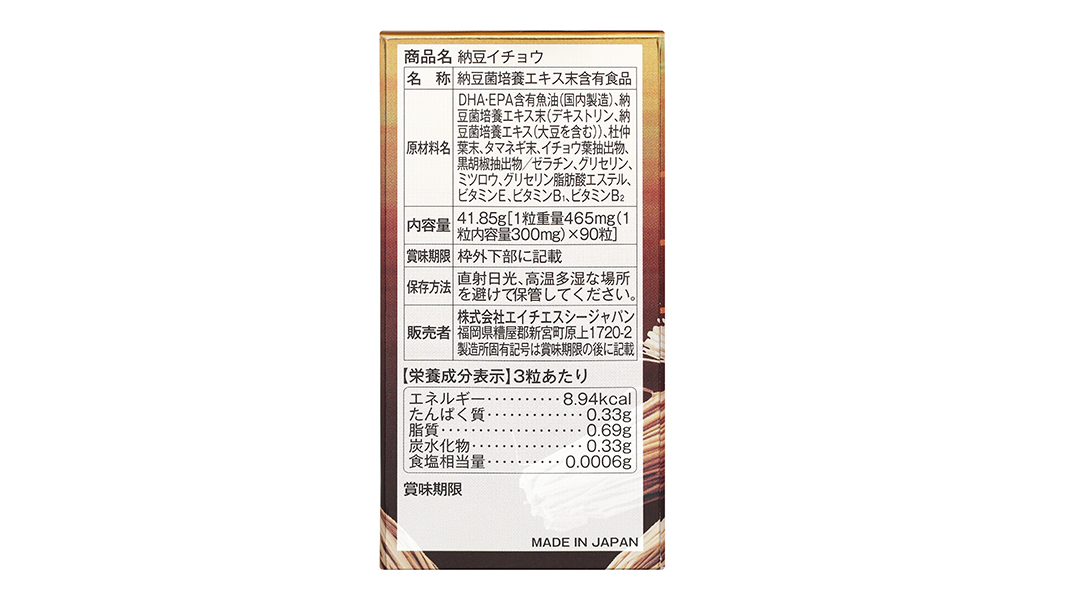 商品名 納豆イチョウ
名 称 納豆菌培養エキス末含有食品
原材料名 DHA・EPA含有魚油(国内製造)、納
豆菌培養エキス末(デキストリン、納
豆菌培養エキス(大豆を含む))、杜仲
葉末、タマネギ末、イチョウ葉抽出物、
黒胡椒抽出物/ゼラチン、グリセリン、
ミツロウ、グリセリン脂肪酸エステル、
ビタミンE、ビタミンB₁、ビタミンB₂
内容量 41.85g[1粒重量465mg(1
粒内容量300mg)×90粒]
賞味期限 枠外下部に記載
保存方法 直射日光、高温多湿な場所
を避けて保管してください。
販売者 株式会社エイチエスシージャパン
福岡県糟屋郡新宮町原上1720-2
製造所固有記号は賞味期限の後に記載
【栄養成分表示】3粒あたり
エネルギー・・・・・・・・・・8.94kcal
たんぱく質・・・・・・・・・・・・・0.33g
脂質・・・・・・・・・・・・・・・・・・・0.69g
炭水化物・・・・・・・・・・・・・・・0.33g
食塩相当量・・・・・・・・・・0.0006g
賞味期限
MADE IN JAPAN